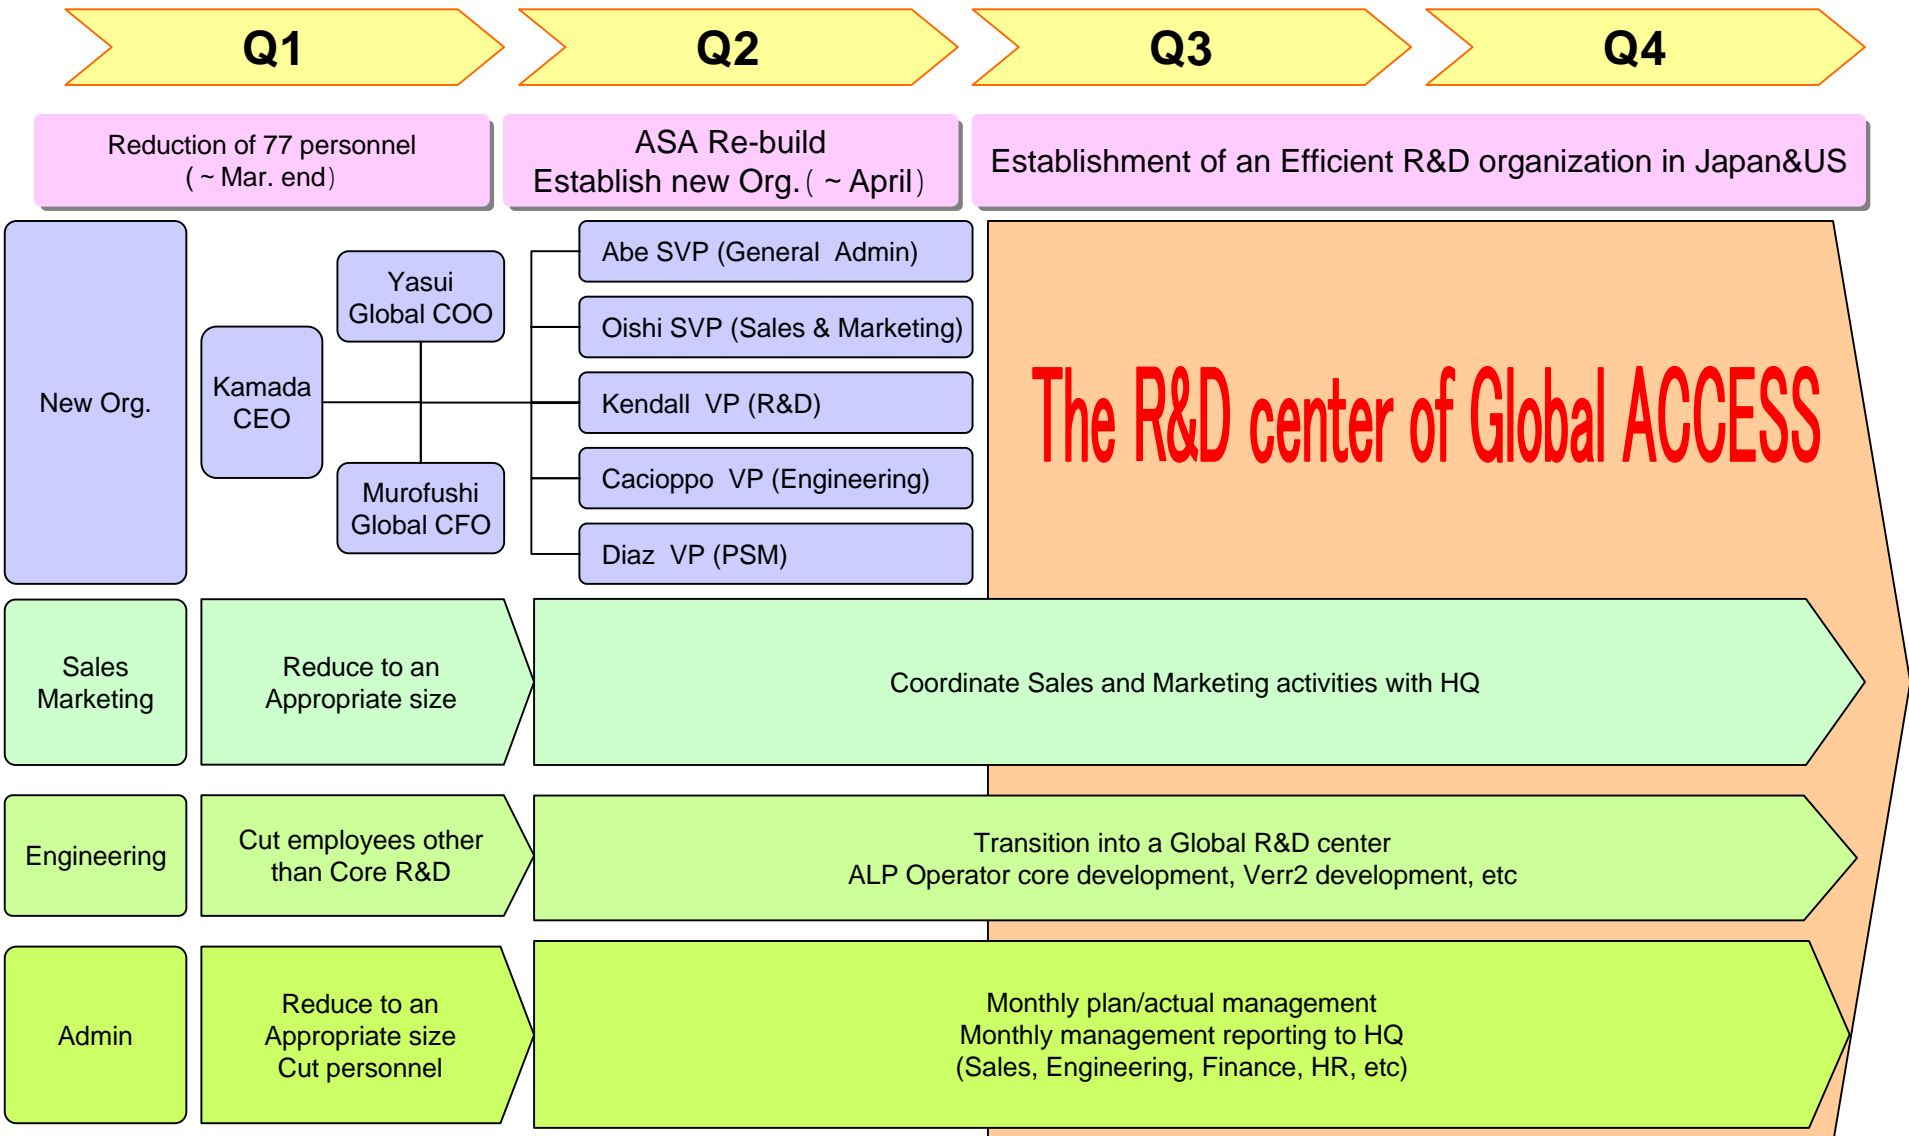 Q1
Q2
Q3
Q4
Reduction of 77 personnel
( ~ Mar. end)
ASA Re-build
Establish new Org. ( ~ April)
Establishment of an Efficient R&D organization in Japan&US
New Org.
Kamada
CEO
Yasui
Global COO
Murofushi
Global CFO
Abe SVP (General  Admin)
Oishi SVP (Sales & Marketing)
Kendall  VP (R&D)
Cacioppo  VP (Engineering)
Diaz  VP (PSM)
The R&D center of Global ACCESS
Sales
Marketing
Reduce to an
Appropriate size
Coordinate Sales and Marketing activities with HQ
Engineering
Cut employees other
than Core R&D
Transition into a Global R&D center
ALP Operator core development, Verr2 development, etc
Admin
Reduce to an
Appropriate size
Cut personnel
Monthly plan/actual management
Monthly management reporting to HQ
(Sales, Engineering, Finance, HR, etc)